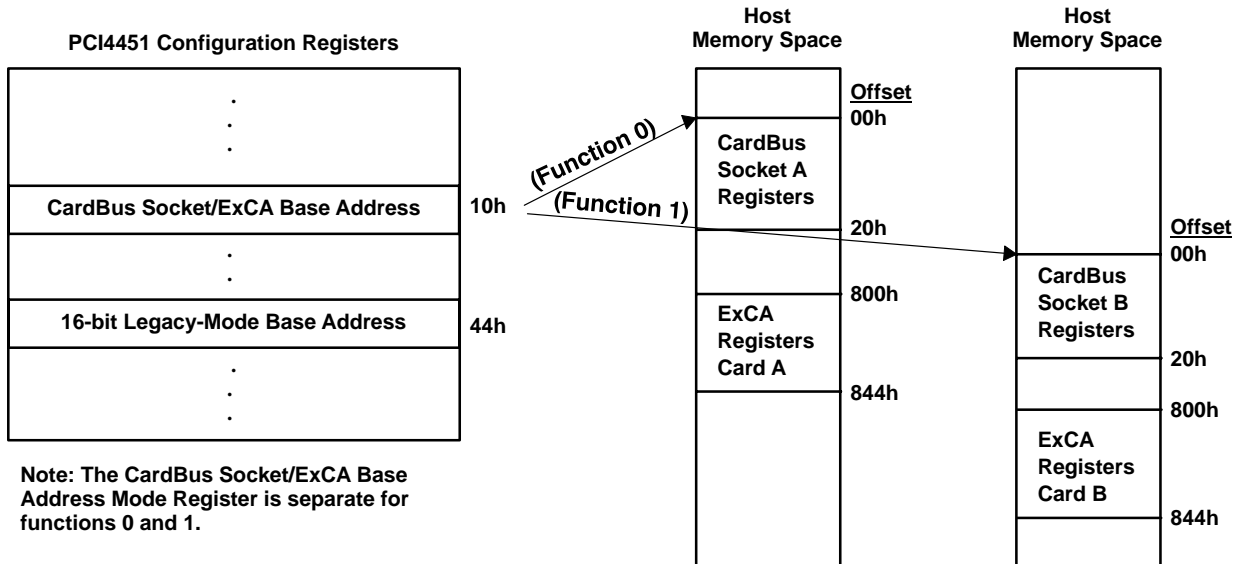 PCI4451 Configuration Registers
.
.
.
CardBus Socket/ExCA Base Address
10h
.
.
16-bit Legacy-Mode Base Address
44h
.
.
.
Note: The CardBus Socket/ExCA Base
Address Mode Register is separate for
functions 0 and 1.
(Function 0)
(Function 1)
Host
Memory Space
Offset
00h
CardBus
Socket A
Registers
20h
800h
ExCA
Registers
Card A
844h
Host
Memory Space
Offset
00h
CardBus
Socket B
Registers
20h
800h
ExCA
Registers
Card B
844h